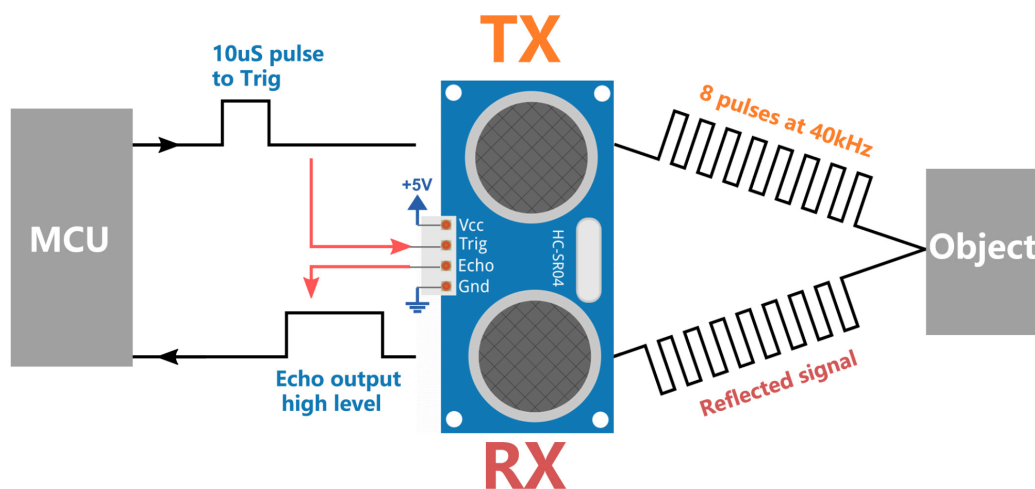 TX
10uS pulse
to Trig
8 pulses at 40kHz
+5V
MCU
Vcc
Trig
Echo
Gnd
HC-SR04
Object
Echo output
high level
Reflected signal
RX